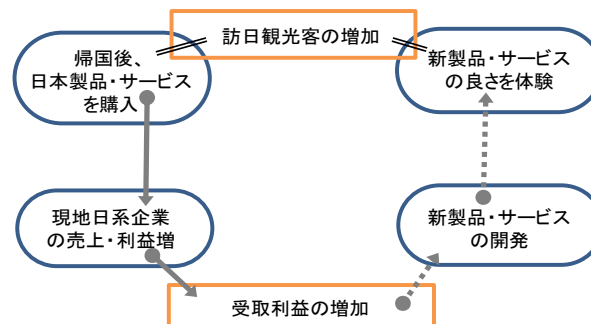 訪日観光客の増加
帰国後、
日本製品・サービス
を購入
新製品・サービス
の良さを体験
現地日系企業
の売上・利益増
新製品・サービス
の開発
受取利益の増加